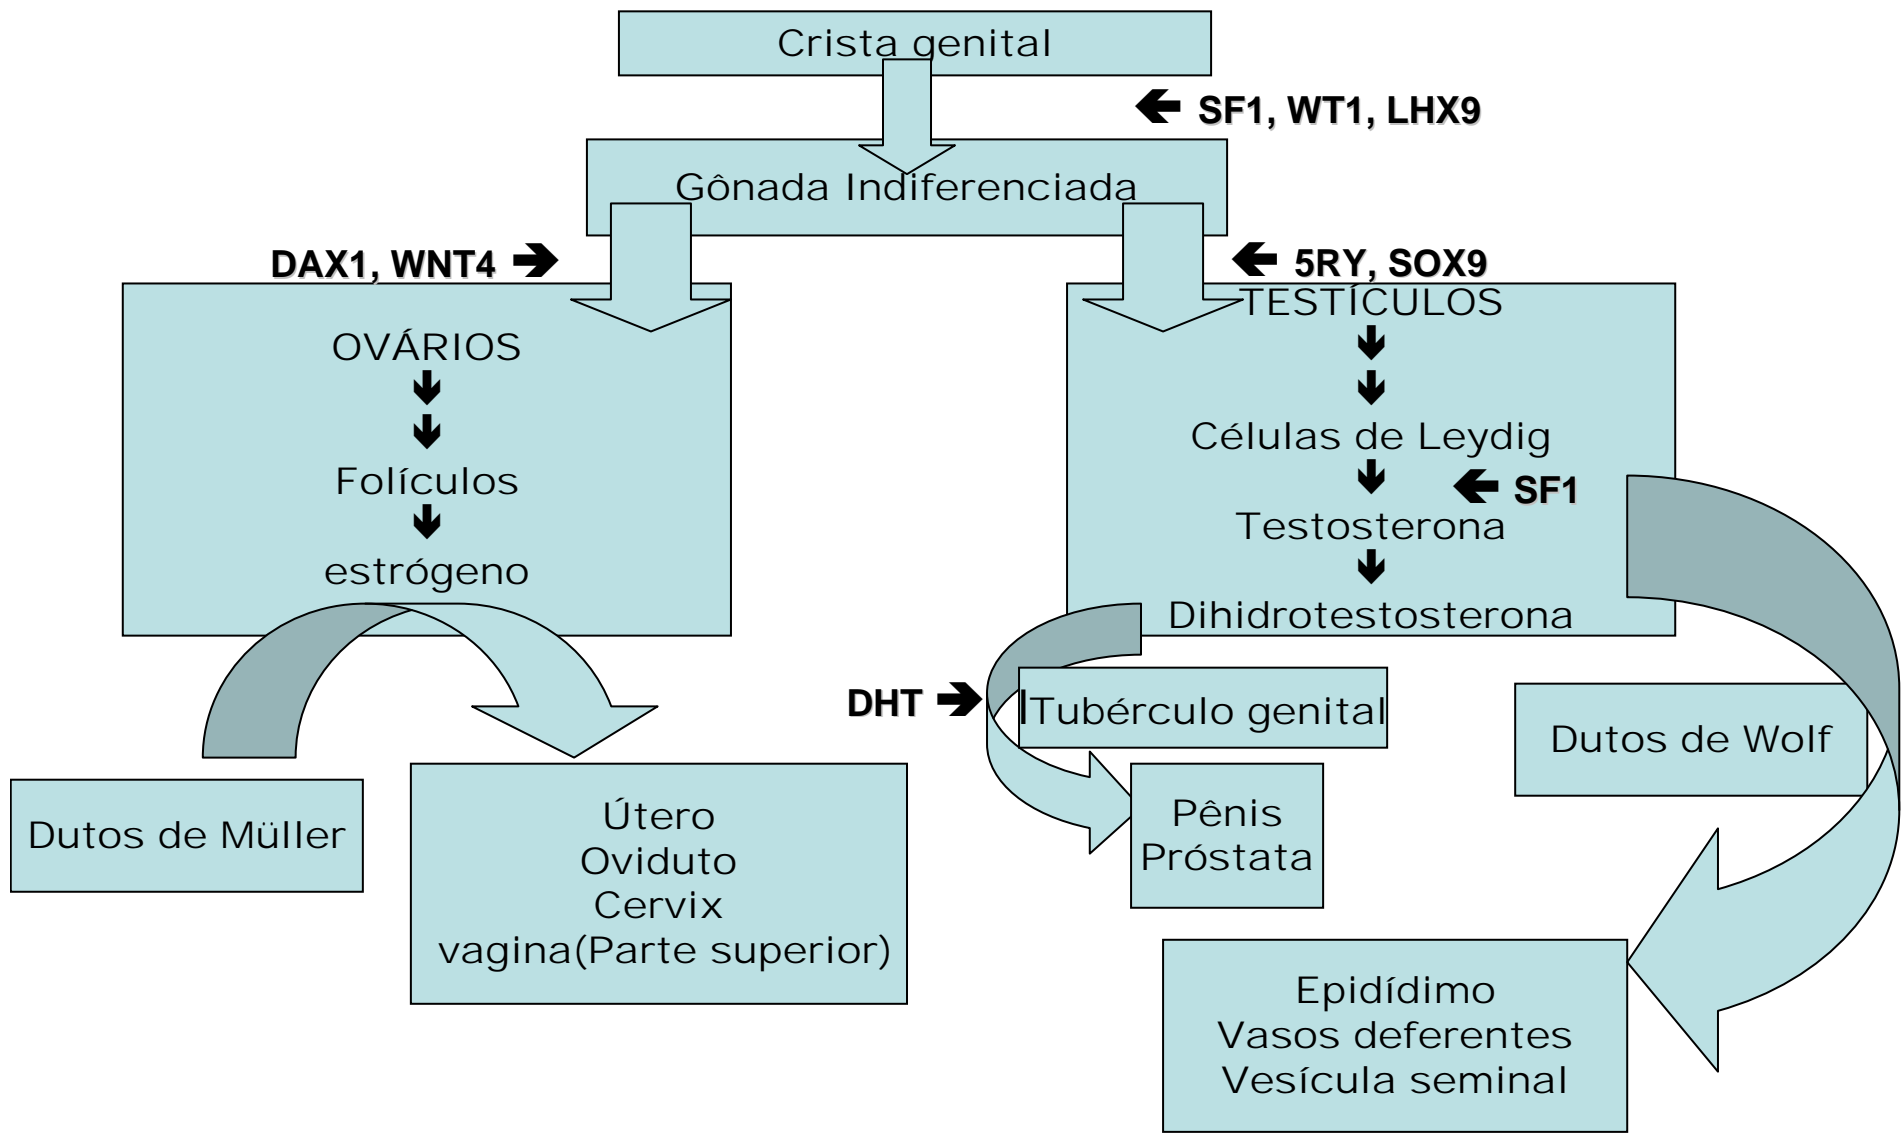 Crista genital
SF1, WT1, LHX9
Gônada Indiferenciada
DAX1, WNT4
5RY, SOX9
OVÁRIOS
Folículos
estrógeno
TESTÍCULOS
Células de Leydig
SF1
Testosterona
Dihidrotestosterona
DHT
Tubérculo genital
Dutos de Wolf
Dutos de Müller
Útero
Oviduto
Cervix
vagina(Parte superior)
Pênis
Próstata
Epidídimo
Vasos deferentes
Vesícula seminal